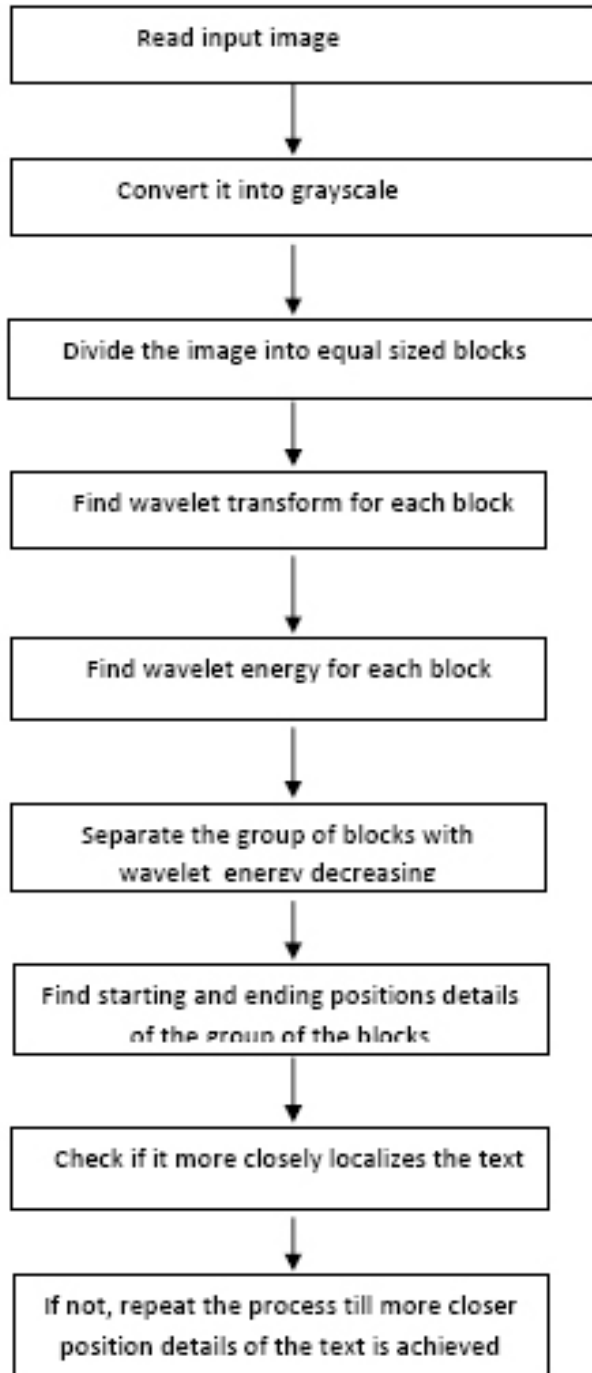 Read input image
Convert it into grayscale
Divide the image into equal sized blocks
Find wavelet transform for each block
Find wavelet energy for each block
Separate the group of blocks with
wavelet energy decreasing
Find starting and ending positions details
of the group of the blocks
Check if it more closely localizes the text
If not, repeat the process till more closer
position details of the text is achieved